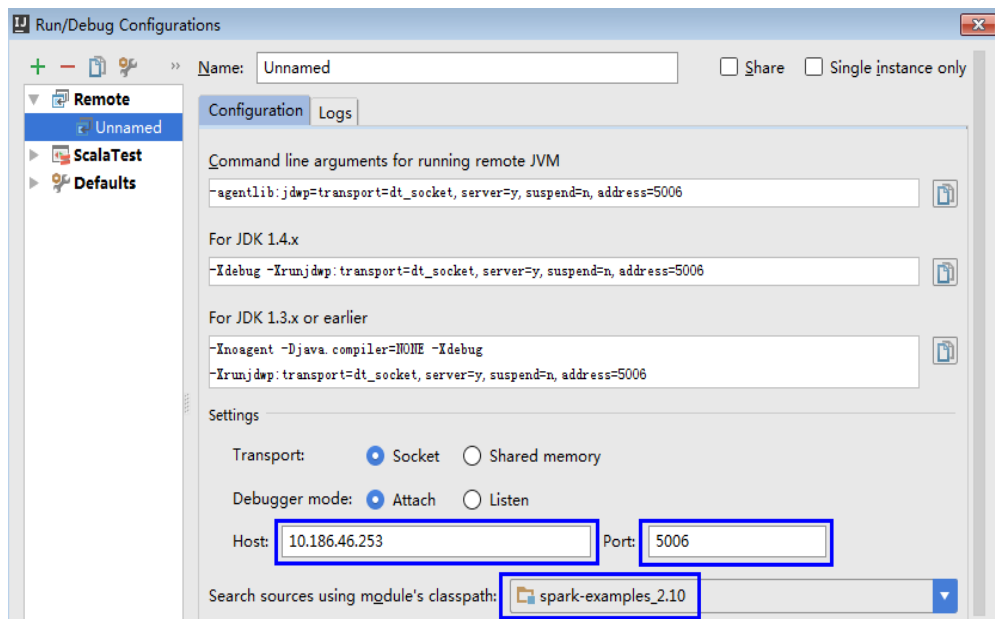 Run/Debug Configurations
Name: Unnamed Share Single instance only
Remote
Unnamed
ScalaTest
Defaults
Configuration Logs
Command line arguments for running remote JVM
-agentlib:jdwp=transport=dt_socket, server=y, suspend=n, address=5006
For JDK 1.4.x
-Xdebug -Xrunjdwp:transport=dt_socket, server=y, suspend=n, address=5006
For JDK 1.3.x or earlier
-Xnoagent -Djava.compiler=NONE -Xdebug
-Xrunjdwp:transport=dt_socket, server=y, suspend=n, address=5006
Settings
Transport: Socket Shared memory
Debugger mode: Attach Listen
Host: 10.186.46.253 Port: 5006
Search sources using module's classpath: spark-examples_2.10